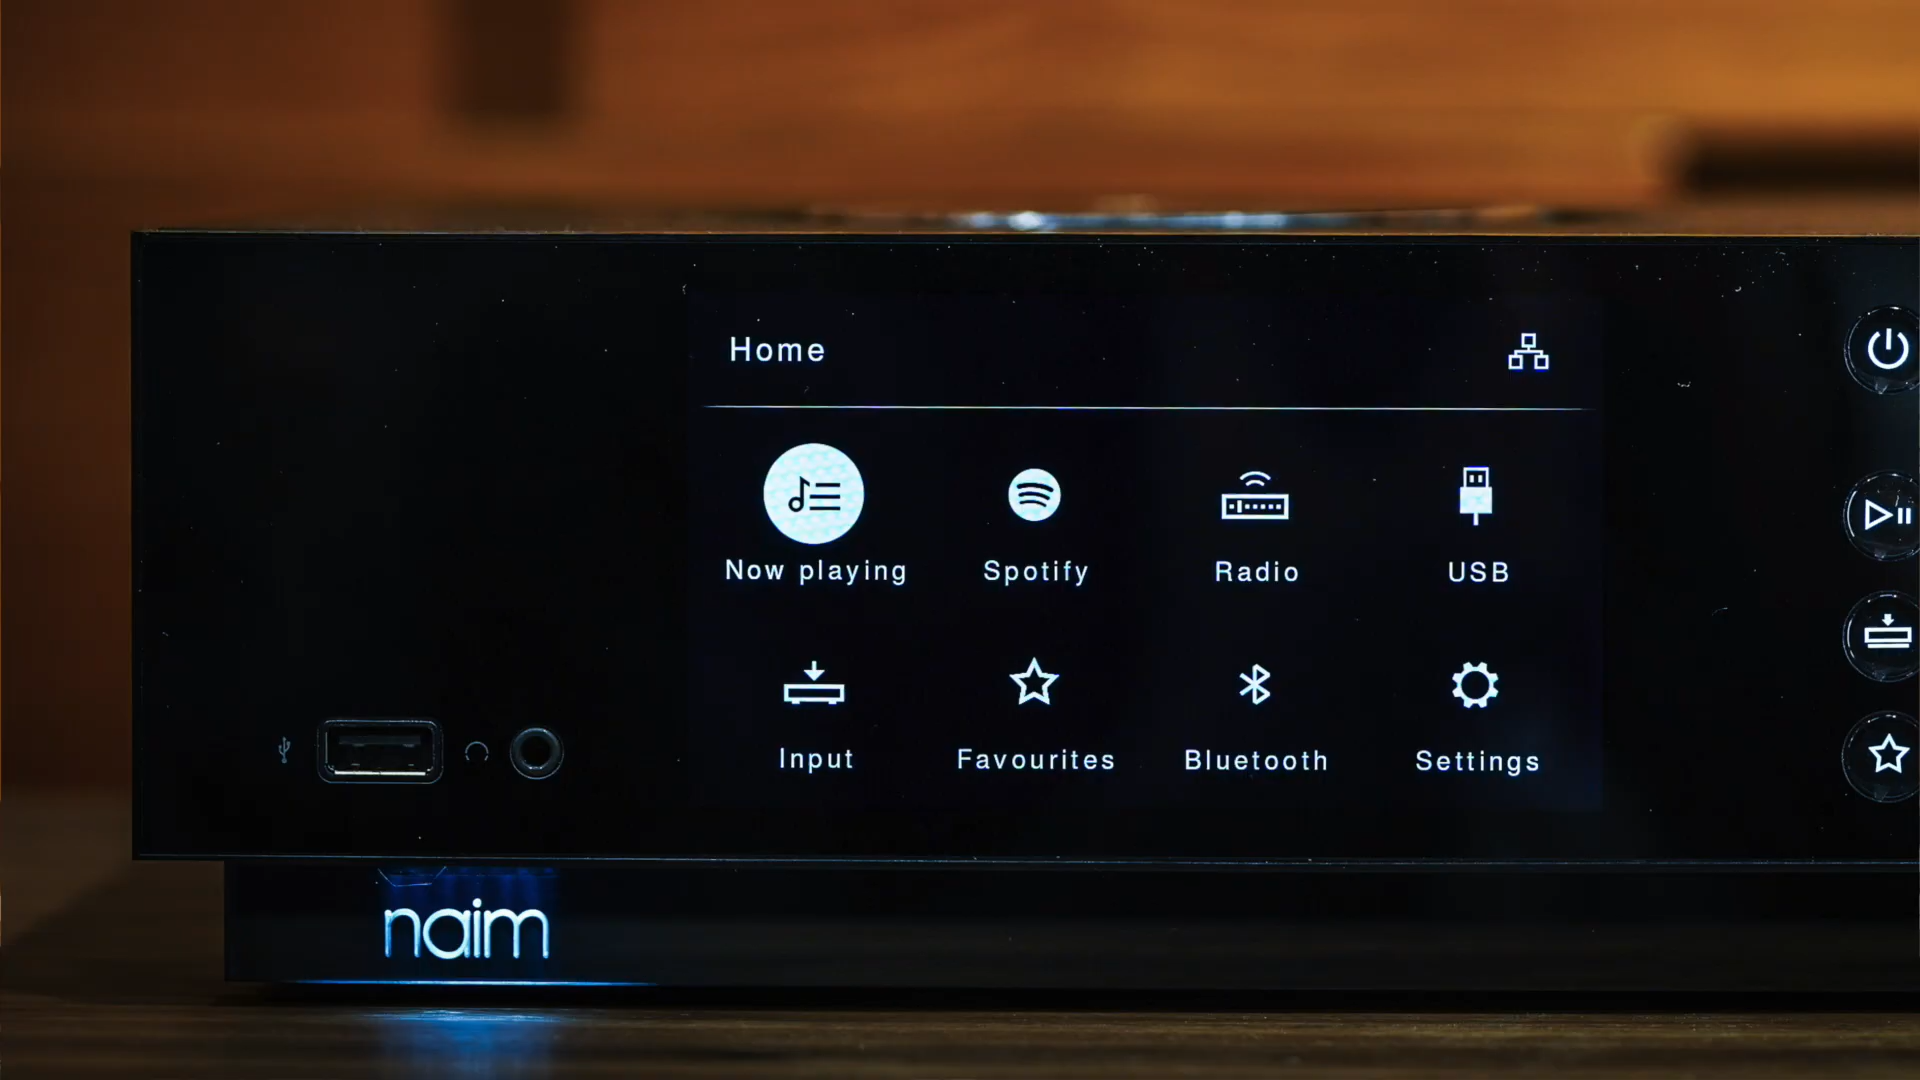 Home
Now playing
Spotify
Radio
USB
Input
Favourites
Bluetooth
Settings
naim